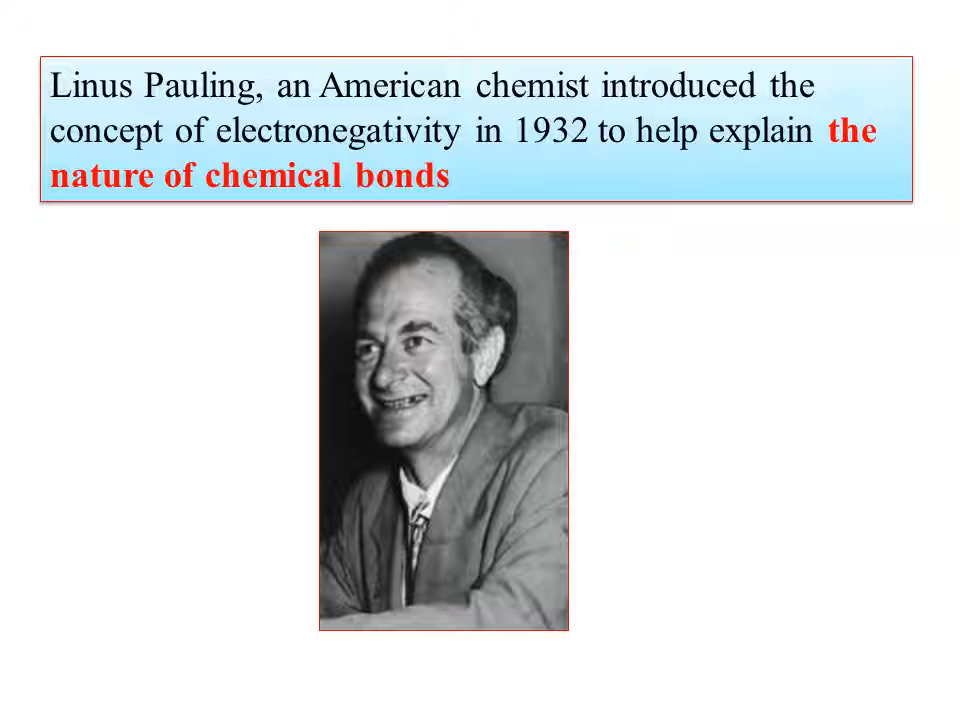 Linus Pauling, an American chemist introduced the
concept of electronegativity in 1932 to help explain the
nature of chemical bonds